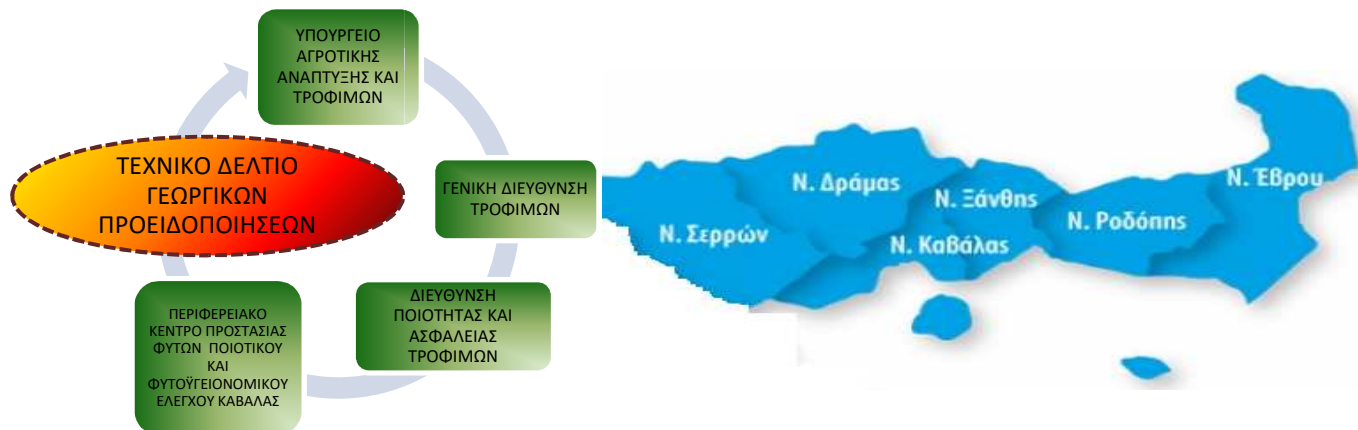 ΥΠΟΥΡΓΕΙΟ
ΑΓΡΟΤΙΚΗΣ
ΑΝΑΠΤΥΞΗΣ ΚΑΙ
ΤΡΟΦΙΜΩΝ
ΤΕΧΝΙΚΟ ΔΕΛΤΙΟ
ΓΕΩΡΓΙΚΩΝ
ΠΡΟΕΙΔΟΠΟΙΗΣΕΩΝ
ΓΕΝΙΚΗ ΔΙΕΥΘΥΝΣΗ
ΤΡΟΦΙΜΩΝ
ΔΙΕΥΘΥΝΣΗ
ΠΟΙΟΤΗΤΑΣ ΚΑΙ
ΑΣΦΑΛΕΙΑΣ
ΤΡΟΦΙΜΩΝ
ΠΕΡΙΦΕΡΕΙΑΚΟ
ΚΕΝΤΡΟ ΠΡΟΣΤΑΣΙΑΣ
ΦΥΤΩΝ ΠΟΙΟΤΙΚΟΥ
ΚΑΙ
ΦΥΤΟΫΓΕΙΟΝΟΜΙΚΟΥ
ΕΛΕΓΧΟΥ ΚΑΒΑΛΑΣ
Ν. Σερρών
Ν. Δράμας
Ν. Ξάνθης
Ν. Καβάλας
Ν. Ροδόπης
Ν. Έβρου